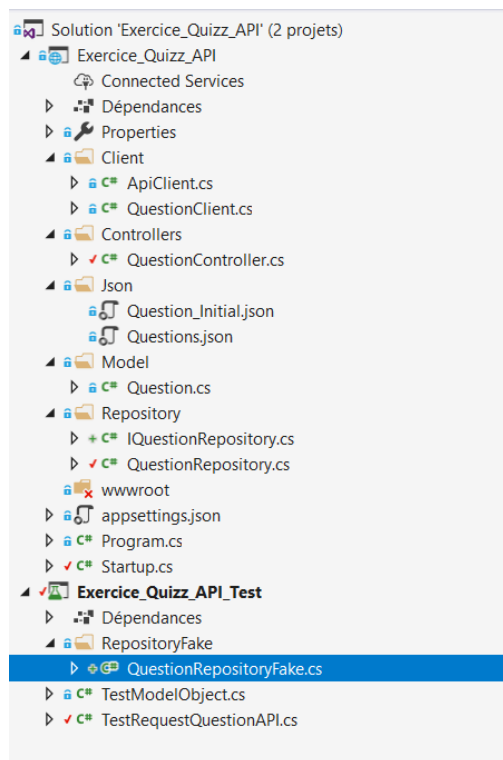 Solution 'Exercice_Quizz_API' (2 projets)
Exercice_Quizz_API
Connected Services
Dépendances
Properties
Client
C# ApiClient.cs
C# QuestionClient.cs
Controllers
C# QuestionController.cs
Json
Question_Initial.json
Questions.json
Model
C# Question.cs
Repository
C# IQuestionRepository.cs
C# QuestionRepository.cs
wwwroot
appsettings.json
C# Program.cs
C# Startup.cs
Exercice_Quizz_API_Test
Dépendances
RepositoryFake
C# QuestionRepositoryFake.cs
C# TestModelObject.cs
C# TestRequestQuestionAPI.cs